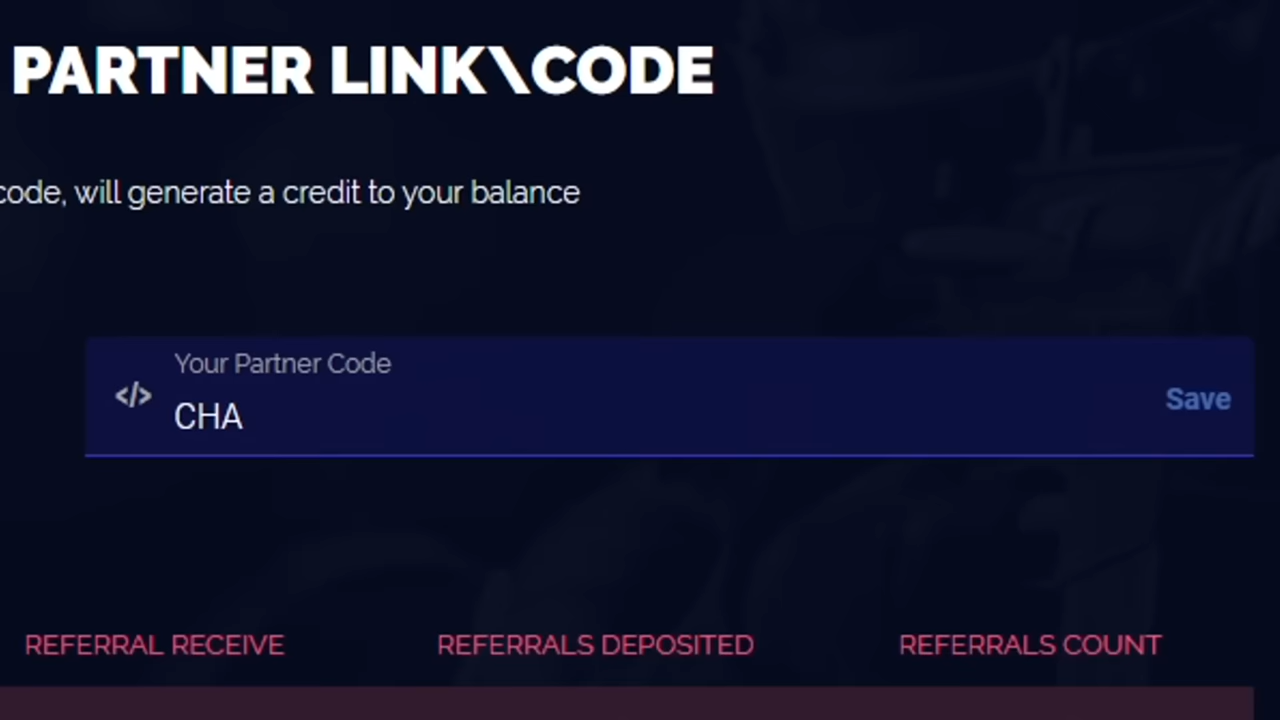 PARTNER LINK\CODE
code, will generate a credit to your balance
Your Partner Code
</>
CHA
Save
REFERRAL RECEIVE REFERRALS DEPOSITED REFERRALS COUNT